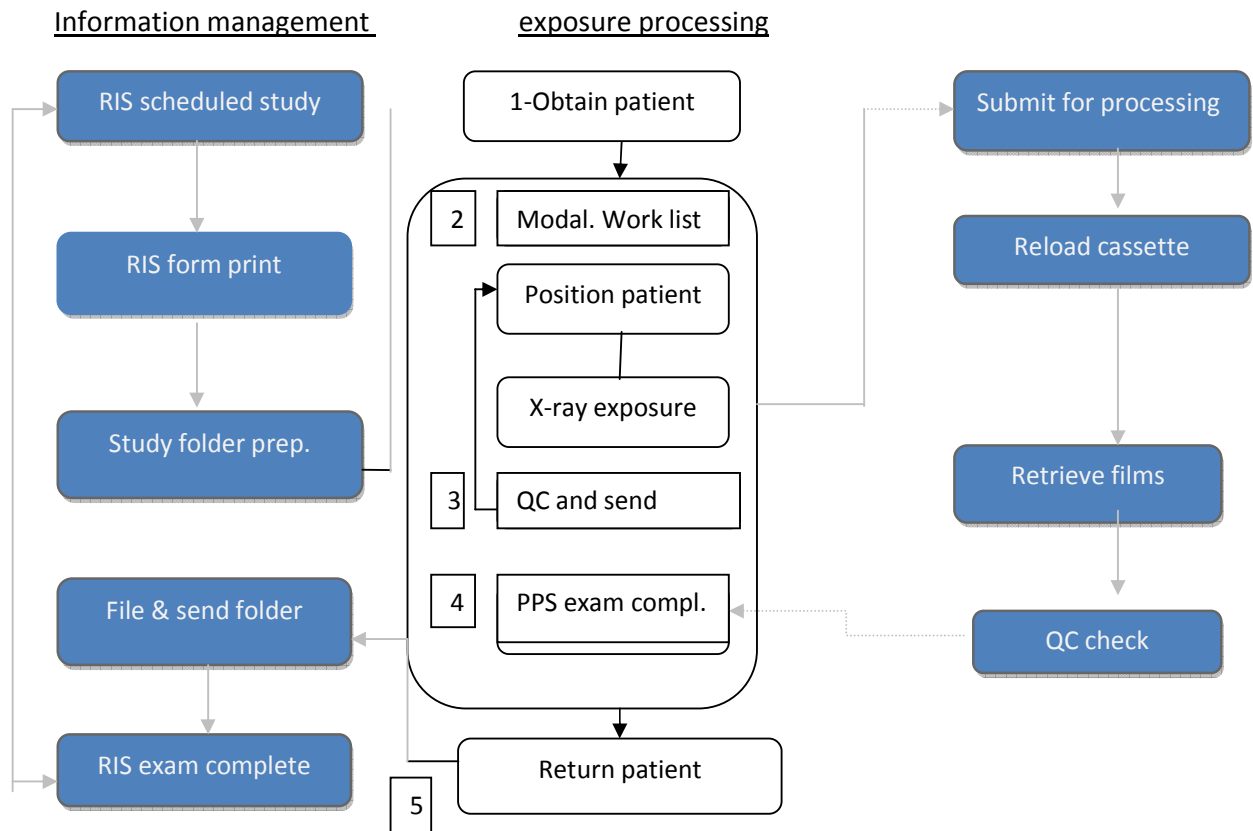 Information management
exposure processing
RIS scheduled study
RIS form print
Study folder prep.
File & send folder
RIS exam complete
1-Obtain patient
2
Modal. Work list
Position patient
X-ray exposure
3
QC and send
4
PPS exam compl.
Return patient
5
Submit for processing
Reload cassette
Retrieve films
QC check